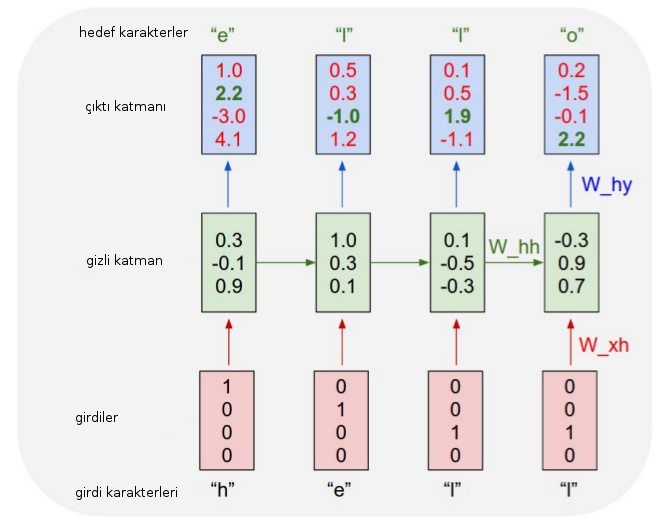 hedef karakterler “e” “l” “l” “o”
çıktı katmanı
1.0 0.5 0.1 0.2
2.2 0.3 0.5 -1.5
-3.0 -1.0 1.9 -0.1
4.1 1.2 -1.1 2.2
W_hy
gizli katman
0.3 1.0 0.1 -0.3
-0.1 0.3 -0.5 0.9
0.9 0.1 -0.3 0.7
W_hh
W_xh
girdiler
1 0 0 0
0 1 0 0
0 0 1 1
0 0 0 0
girdi karakterleri “h” “e” “l” “l”